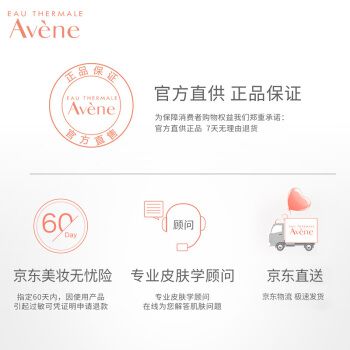 EAU THERMALE
Avène
正品保证
EAU THERMALE
Avène
官方直售
官方直供 正品保证
为保障消费者购物权益我们郑重承诺：
官方直供正品 7天无理由退货
60
Day
顾问
Avène
京东美妆无忧险
专业皮肤学顾问
京东直送
指定60天内，因使用产品
引起过敏可凭证明申请退款
专业皮肤学顾问
在线为您解答肌肤问题
京东物流 极速发货